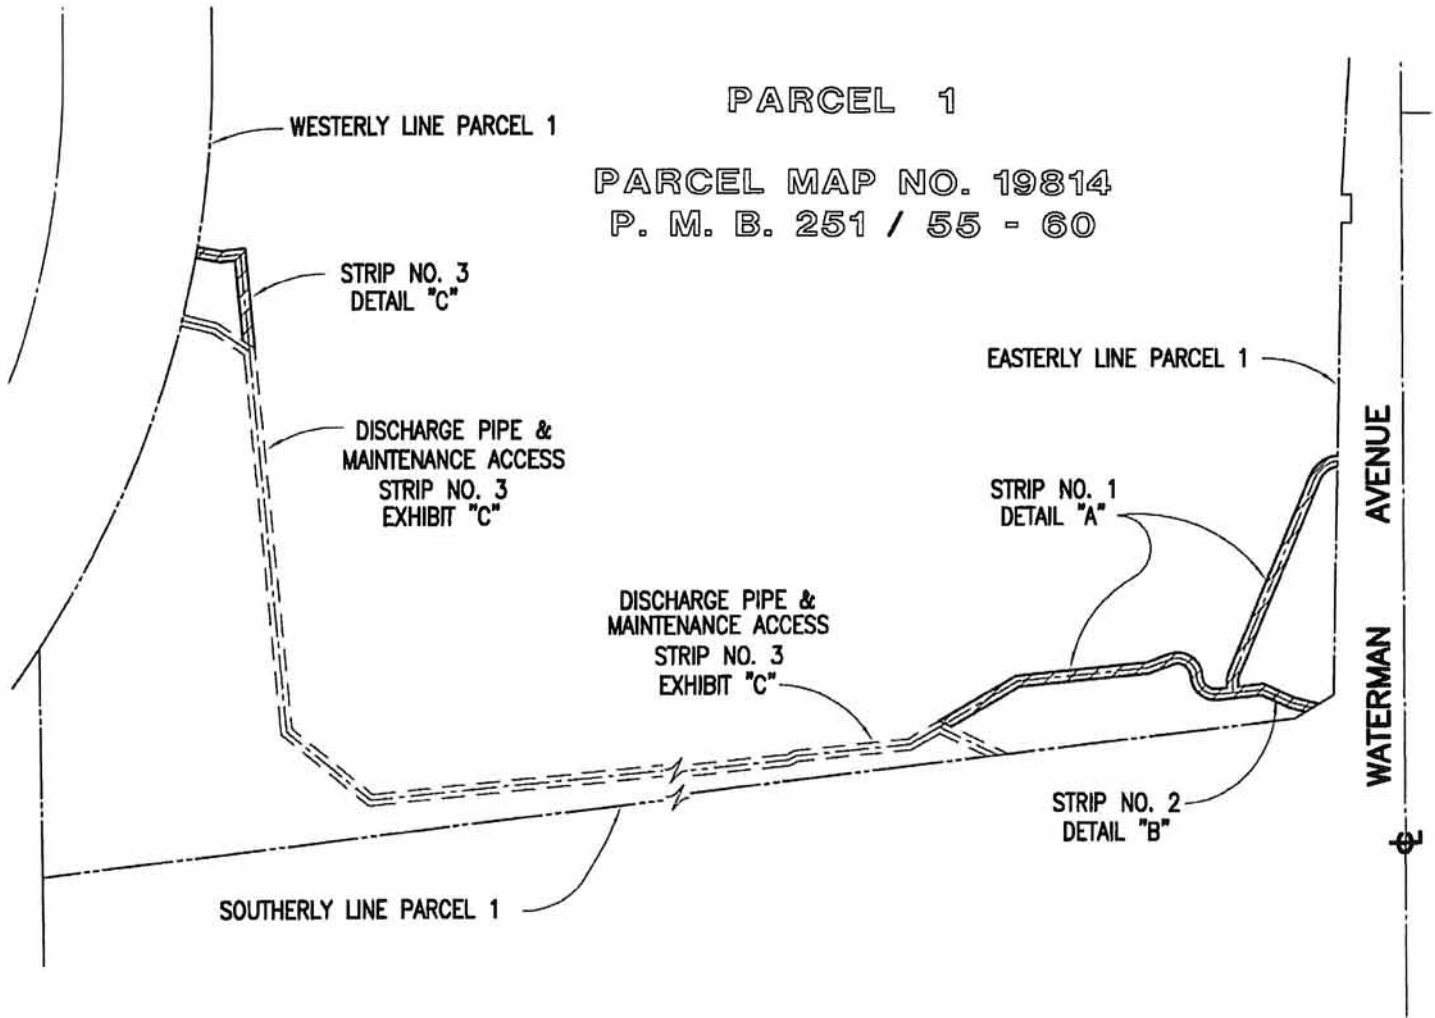 PARCEL 1
WESTERLY LINE PARCEL 1
PARCEL MAP NO. 19814
P. M. B. 251 / 55 - 60
STRIP NO. 3
DETAIL "C"
EASTERLY LINE PARCEL 1
DISCHARGE PIPE &
MAINTENANCE ACCESS
STRIP NO. 3
EXHIBIT "C"
STRIP NO. 1
DETAIL "A"
WATERMAN AVENUE
DISCHARGE PIPE &
MAINTENANCE ACCESS
STRIP NO. 3
EXHIBIT "C"
STRIP NO. 2
DETAIL "B"
℄
SOUTHERLY LINE PARCEL 1